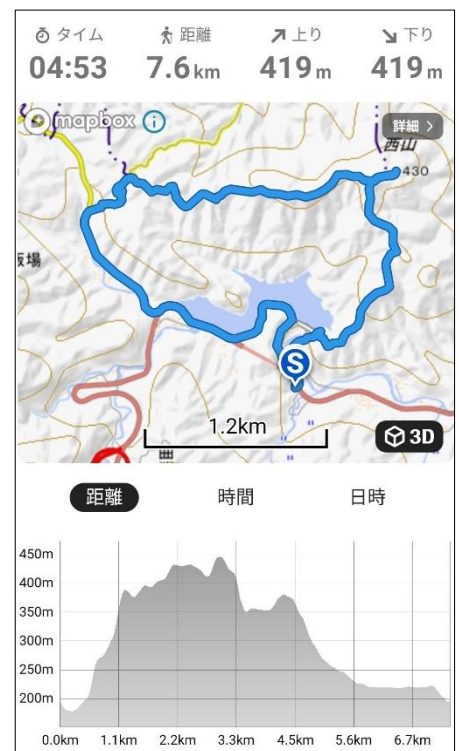 タイム 距離 上り 下り
04:53 7.6km 419m 419m
mapbox 詳細 >
西山
430
坂場
S
1.2km
3D
距離 時間 日時
450m
400m
350m
300m
250m
200m
0.0km 1.1km 2.2km 3.3km 4.5km 5.6km 6.7km